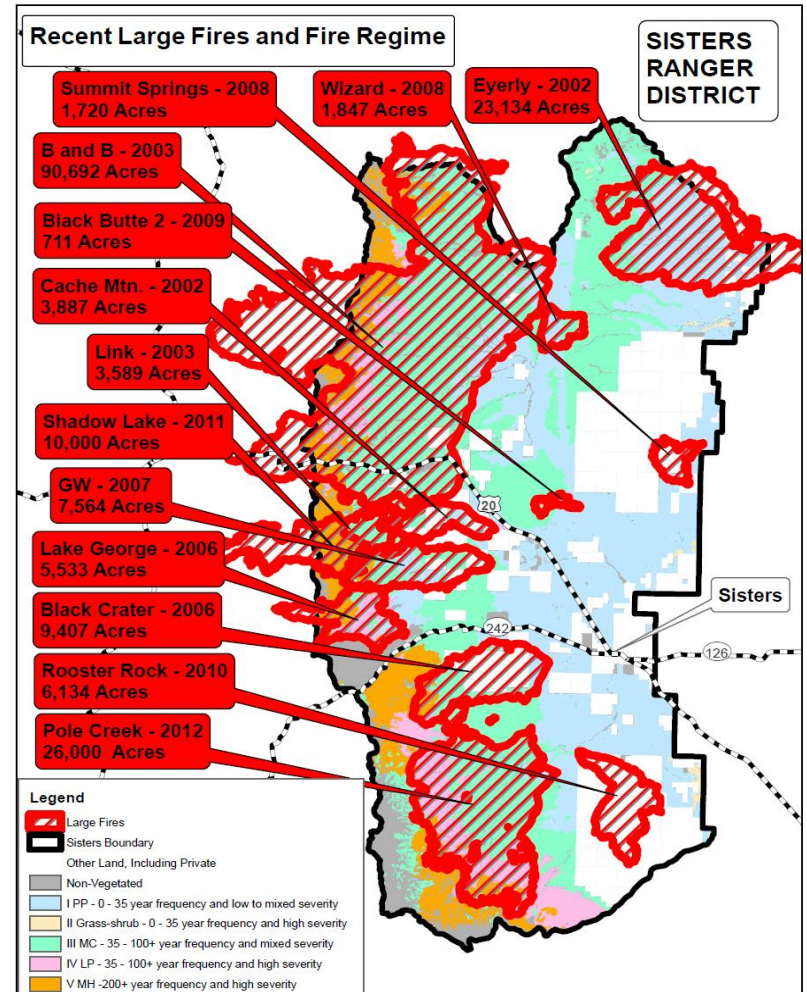 Recent Large Fires and Fire Regime
SISTERS
RANGER
DISTRICT
Summit Springs - 2008
1,720 Acres
Wizard - 2008
1,847 Acres
Eyerly - 2002
23,134 Acres
B and B - 2003
90,692 Acres
Black Butte 2 - 2009
711 Acres
Cache Mtn. - 2002
3,887 Acres
Link - 2003
3,589 Acres
Shadow Lake - 2011
10,000 Acres
GW - 2007
7,564 Acres
Lake George - 2006
5,533 Acres
Black Crater - 2006
9,407 Acres
Rooster Rock - 2010
6,134 Acres
Pole Creek - 2012
26,000 Acres
20
Sisters
242
126
Legend
Large Fires
Sisters Boundary
Other Land, Including Private
Non-Vegetated
I PP - 0 - 35 year frequency and low to mixed severity
II Grass-shrub - 0 - 35 year frequency and high severity
III MC - 35 - 100+ year frequency and mixed severity
IV LP - 35 - 100+ year frequency and high severity
V MH -200+ year frequency and high severity